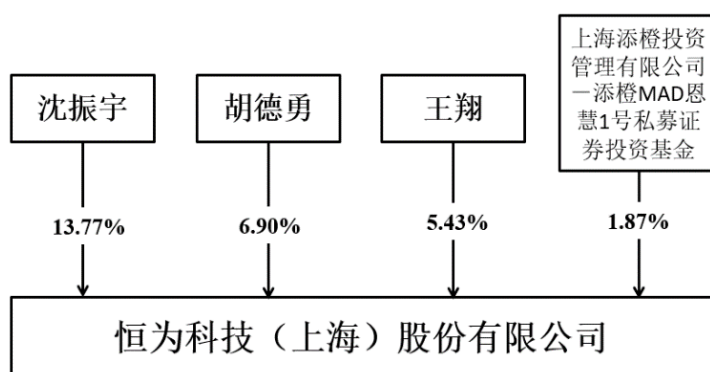 沈振宇
胡德勇
王翔
上海添橙投资
管理有限公司
－添橙MAD恩
慧1号私募证
券投资基金
13.77%
6.90%
5.43%
1.87%
恒为科技（上海）股份有限公司